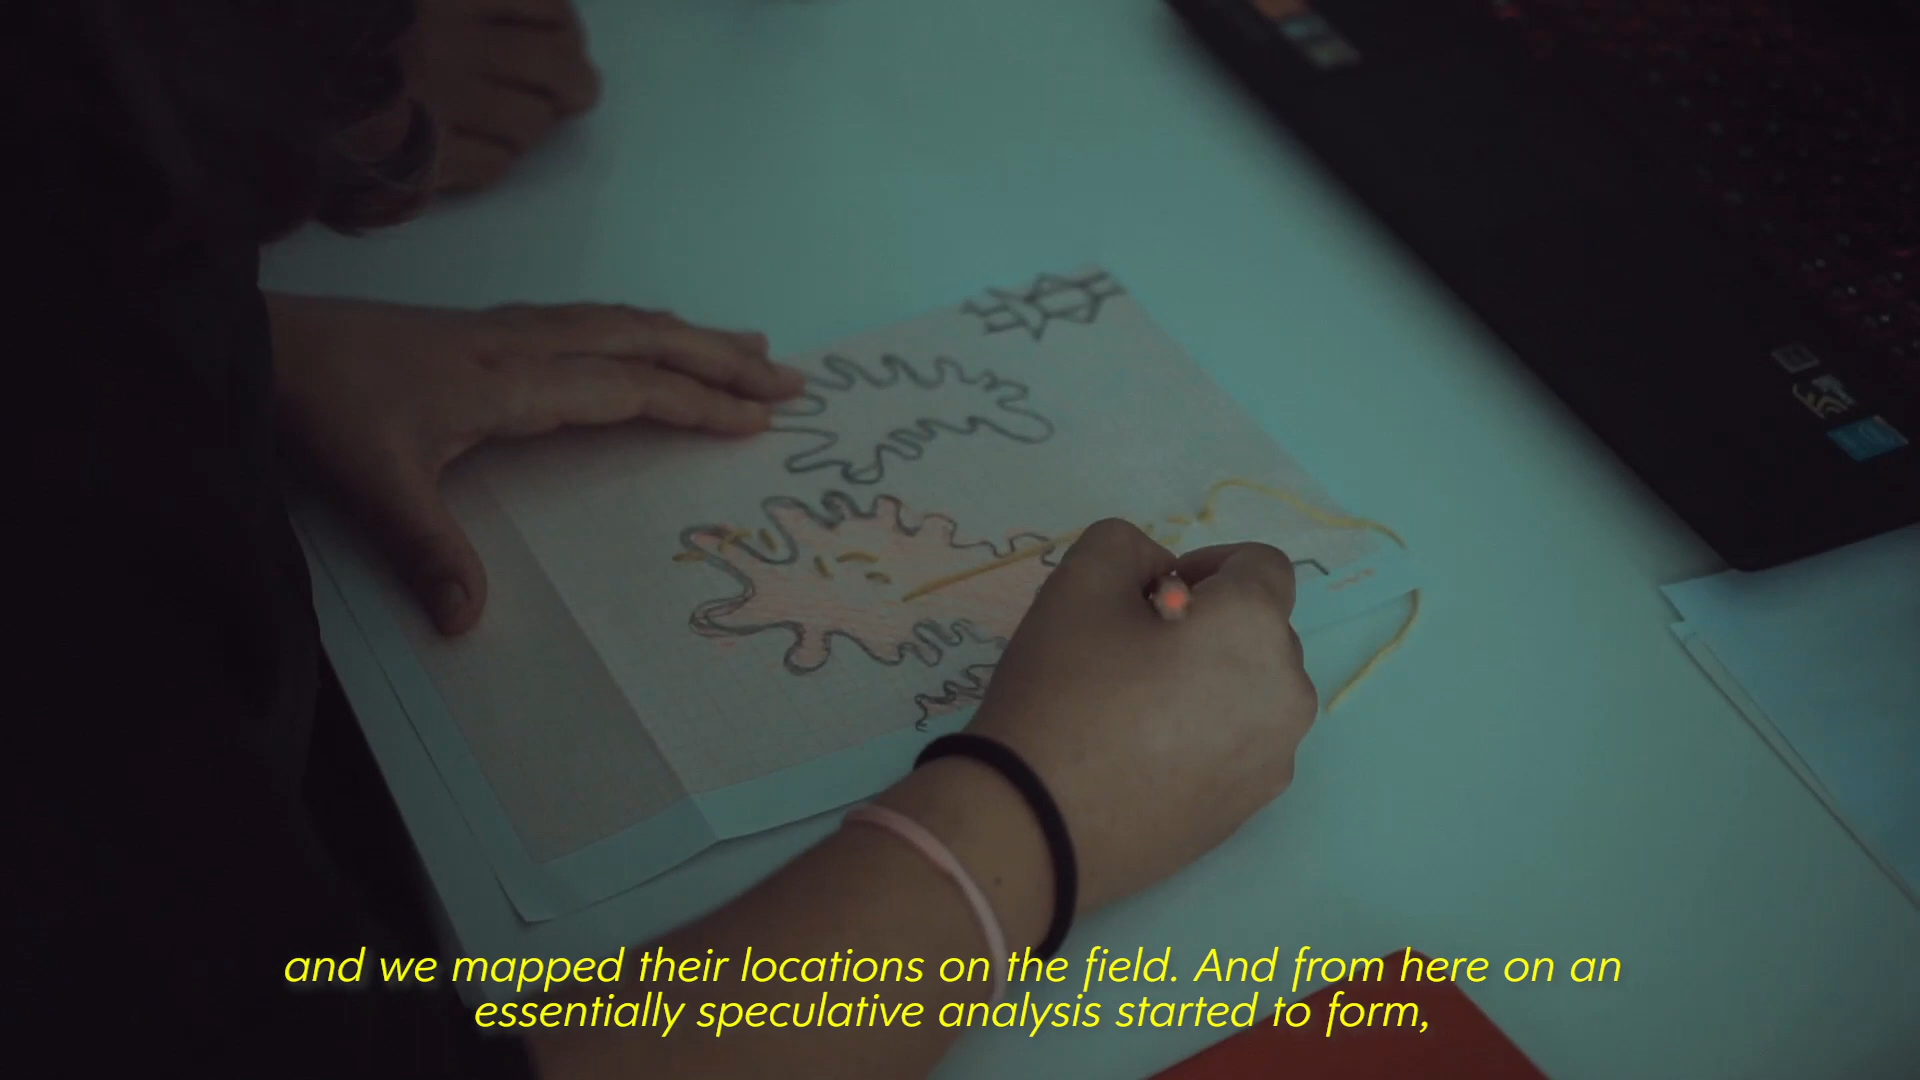 and we mapped their locations on the field. And from here on an
essentially speculative analysis started to form,